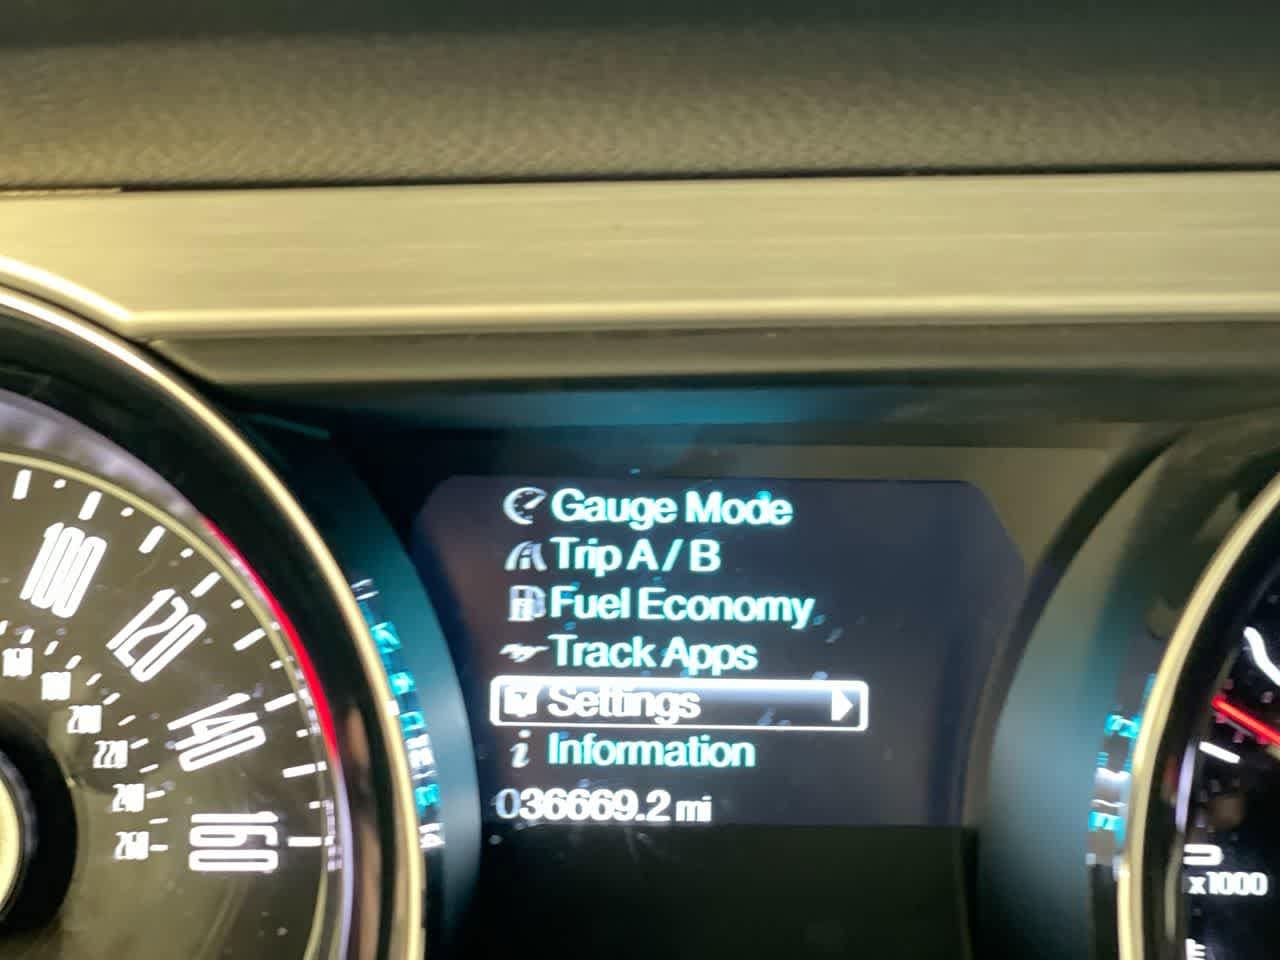 Gauge Mode
Trip A / B
Fuel Economy
Track Apps
Settings
Information
036669.2 mi
100
120
140
160
200
220
240
260
x1000